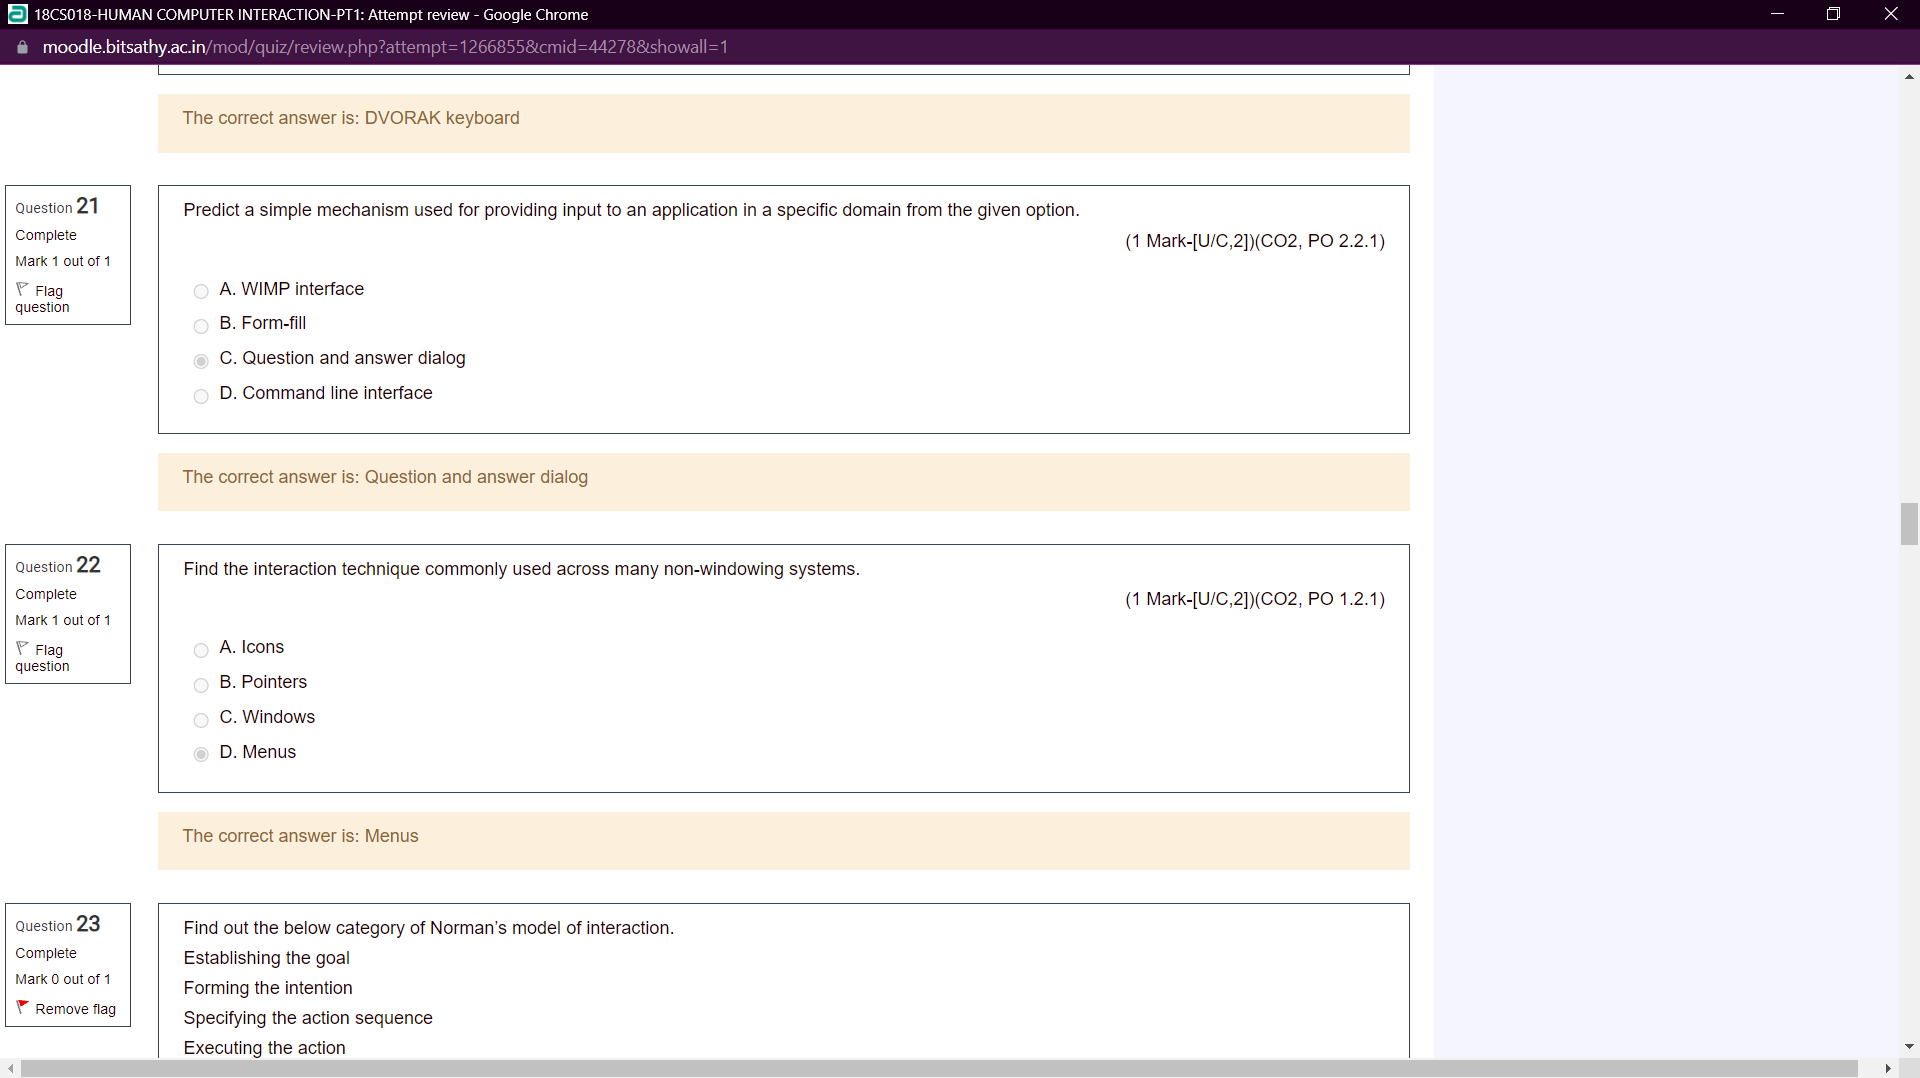 18CS018-HUMAN COMPUTER INTERACTION-PT1: Attempt review - Google Chrome
moodle.bitsathy.ac.in/mod/quiz/review.php?attempt=1266855&cmid=44278&showall=1
The correct answer is: DVORAK keyboard
Question 21
Complete
Mark 1 out of 1
Flag
question
Predict a simple mechanism used for providing input to an application in a specific domain from the given option.
(1 Mark-[U/C,2])(CO2, PO 2.2.1)
A. WIMP interface
B. Form-fill
C. Question and answer dialog
D. Command line interface
The correct answer is: Question and answer dialog
Question 22
Complete
Mark 1 out of 1
Flag
question
Find the interaction technique commonly used across many non-windowing systems.
(1 Mark-[U/C,2])(CO2, PO 1.2.1)
A. Icons
B. Pointers
C. Windows
D. Menus
The correct answer is: Menus
Question 23
Complete
Mark 0 out of 1
Remove flag
Find out the below category of Norman’s model of interaction.
Establishing the goal
Forming the intention
Specifying the action sequence
Executing the action